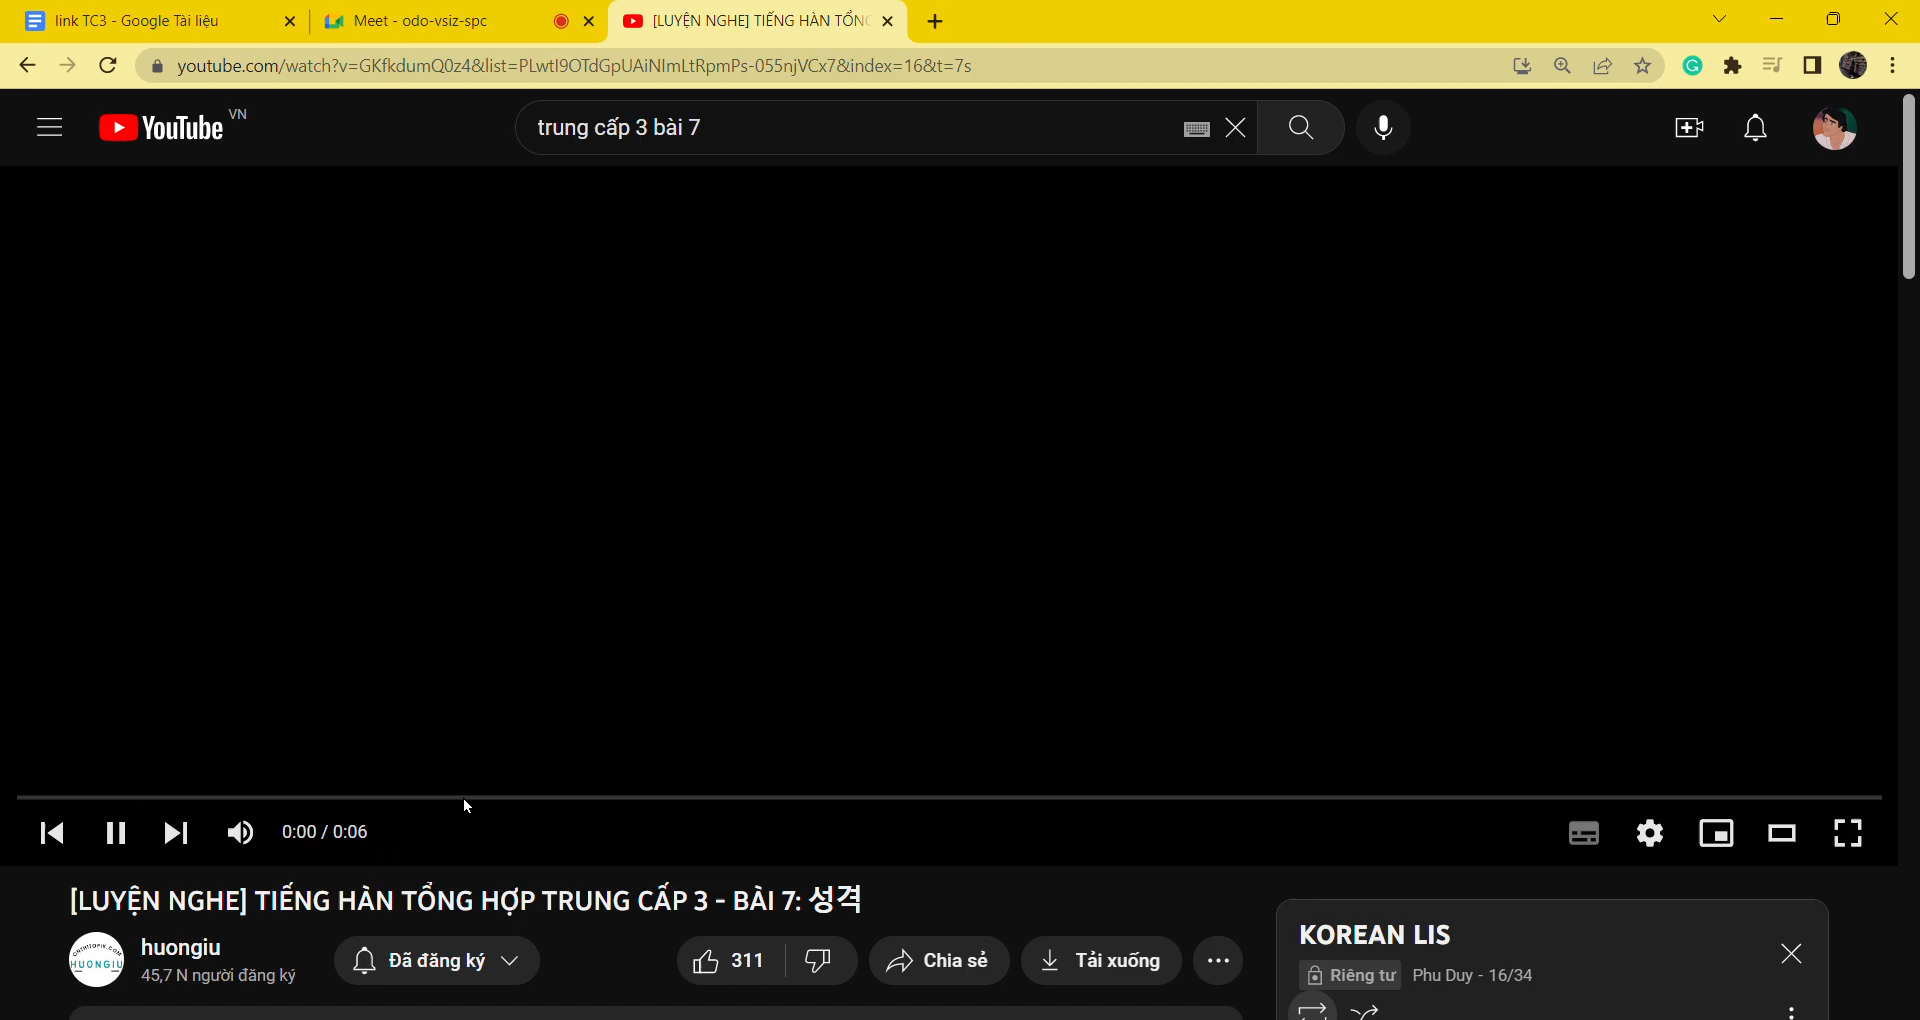 link TC3 - Google Tài liệu
Meet - odo-vsiz-spc
[LUYỆN NGHE] TIẾNG HÀN TỔNG
youtube.com/watch?v=GKfkdumQ0z4&list=PLwtI9OTdGpUAiNImLtRpmPs-055njVCx7&index=16&t=7s
YouTube VN
trung cấp 3 bài 7
0:00 / 0:06
[LUYỆN NGHE] TIẾNG HÀN TỔNG HỢP TRUNG CẤP 3 - BÀI 7: 성격
HUONGIU
huongiu
45,7 N người đăng ký
Đã đăng ký
311
Chia sẻ
Tải xuống
KOREAN LIS
Riêng tư
Phu Duy - 16/34